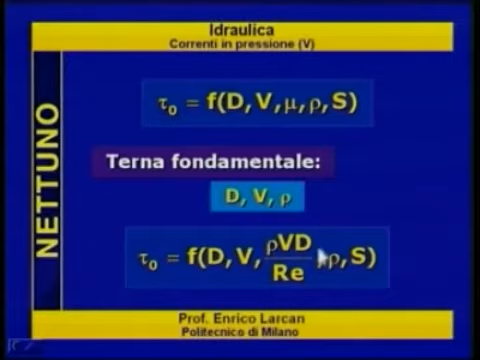 Idraulica
Correnti in pressione (V)
NETTUNO
τ₀ = f(D, V, μ, ρ, S)
Terna fondamentale:
D, V, ρ
τ₀ = f(D, V, ρVD/Re, ρ, S)
Prof. Enrico Larcan
Politecnico di Milano